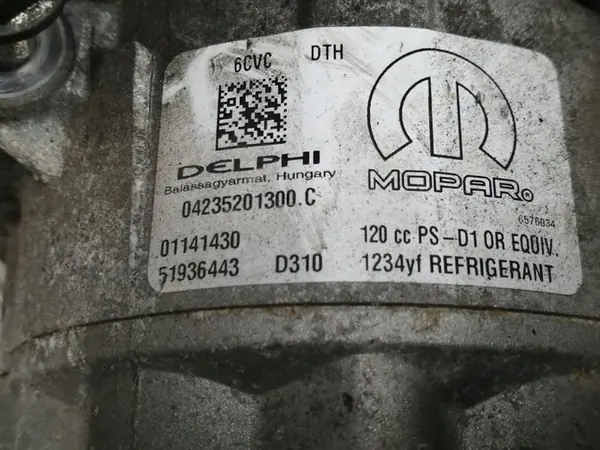 6CVC DTH
DELPHI
Balassagyarmat, Hungary
04235201300.C
01141430
51936443 D310
MOPAR®
6576034
120 cc PS-D1 OR EQUIV.
1234yf REFRIGERANT